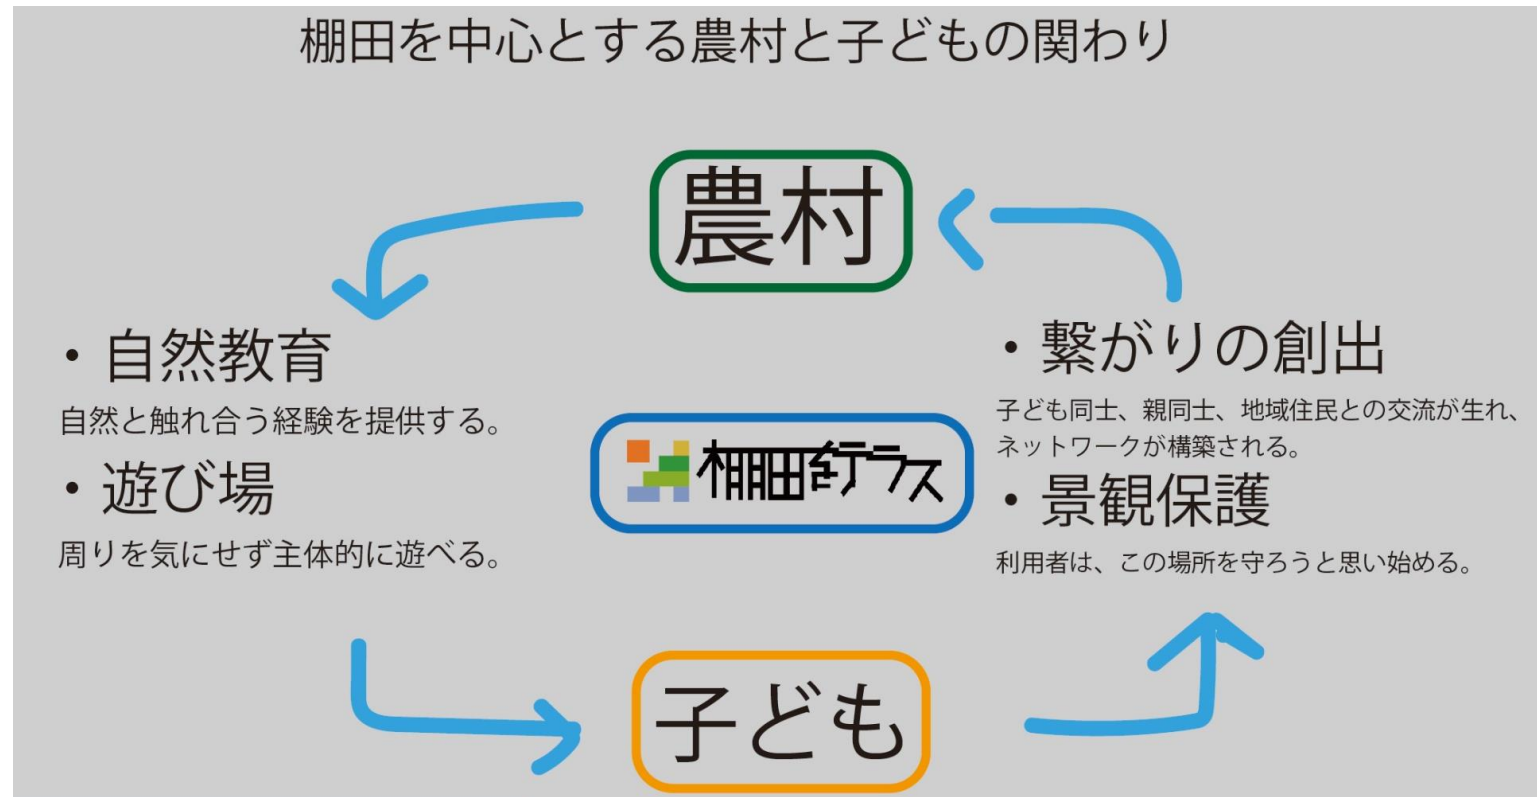 棚田を中心とする農村と子どもの関わり
農村
・自然教育
自然と触れ合う経験を提供する。
・遊び場
周りを気にせず主体的に遊べる。
棚田を行ラス
・繋がりの創出
子ども同士、親同士、地域住民との交流が生れ、
ネットワークが構築される。
・景観保護
利用者は、この場所を守ろうと思い始める。
子ども